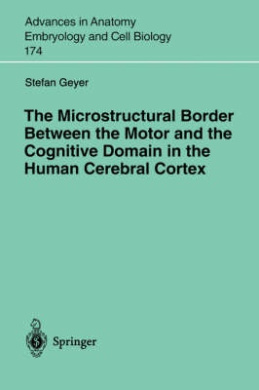 Advances in Anatomy
Embryology and Cell Biology
174
Stefan Geyer
The Microstructural Border
Between the Motor and the
Cognitive Domain in the
Human Cerebral Cortex
Springer